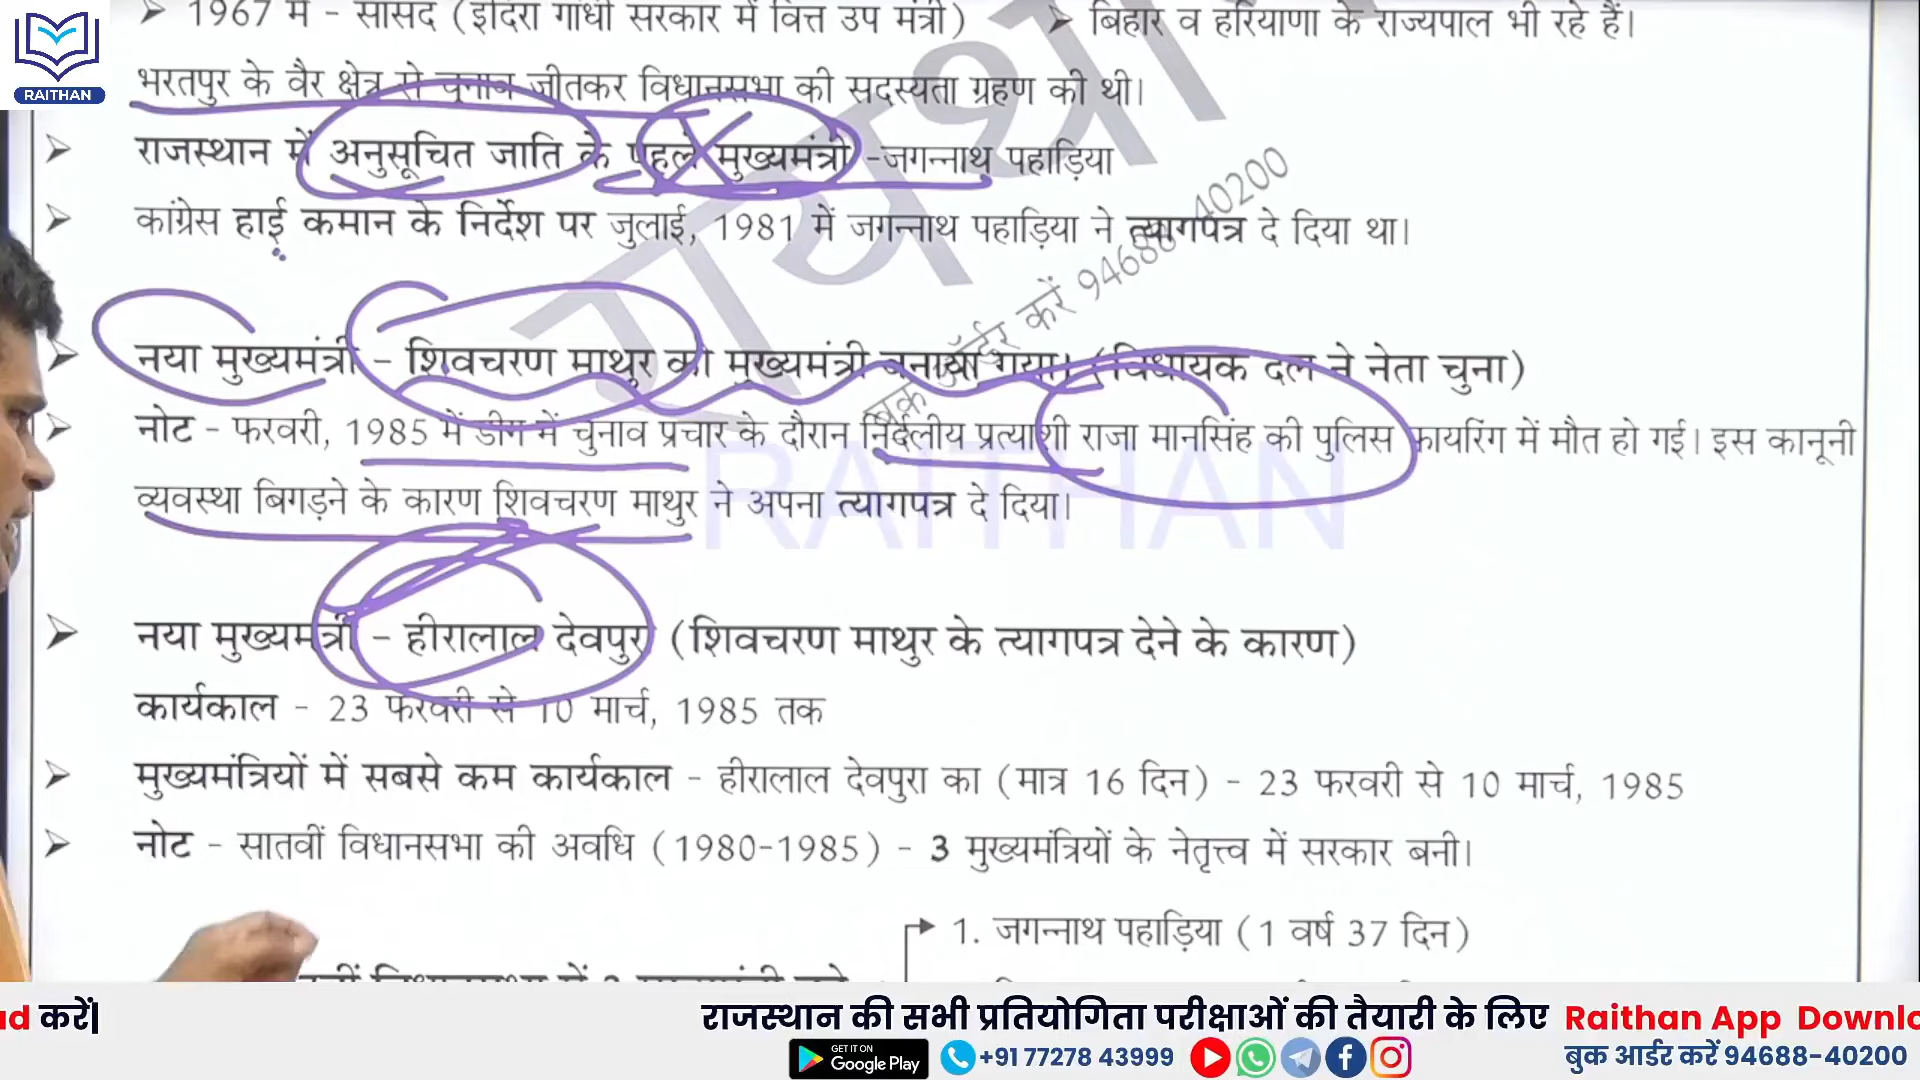 ➤ 1967 में - सांसद (इंदिरा गांधी सरकार में वित्त उप मंत्री) ➤ बिहार व हरियाणा के राज्यपाल भी रहे हैं।
RAITHAN
भरतपुर के वैर क्षेत्र से चुनाव जीतकर विधानसभा की सदस्यता ग्रहण की थी।
➤ राजस्थान में अनुसूचित जाति के पहले मुख्यमंत्री -जगन्नाथ पहाड़िया
➤ कांग्रेस हाई कमान के निर्देश पर जुलाई, 1981 में जगन्नाथ पहाड़िया ने त्यागपत्र दे दिया था।
बुक ऑर्डर करें 94688-40200
➤ नया मुख्यमंत्री - शिवचरण माथुर को मुख्यमंत्री बनाया गया। (विधायक दल ने नेता चुना)
➤ नोट - फरवरी, 1985 में डीग में चुनाव प्रचार के दौरान निर्दलीय प्रत्याशी राजा मानसिंह की पुलिस फायरिंग में मौत हो गई। इस कानूनी
व्यवस्था बिगड़ने के कारण शिवचरण माथुर ने अपना त्यागपत्र दे दिया।
RAITHAN
➤ नया मुख्यमंत्री - हीरालाल देवपुरा (शिवचरण माथुर के त्यागपत्र देने के कारण)
कार्यकाल - 23 फरवरी से 10 मार्च, 1985 तक
➤ मुख्यमंत्रियों में सबसे कम कार्यकाल - हीरालाल देवपुरा का (मात्र 16 दिन) - 23 फरवरी से 10 मार्च, 1985
➤ नोट - सातवीं विधानसभा की अवधि (1980-1985) - 3 मुख्यमंत्रियों के नेतृत्त्व में सरकार बनी।
1. जगन्नाथ पहाड़िया (1 वर्ष 37 दिन)
करें| राजस्थान की सभी प्रतियोगिता परीक्षाओं की तैयारी के लिए Raithan App
GET IT ON Google Play +91 77278 43999 बुक आर्डर करें 94688-40200